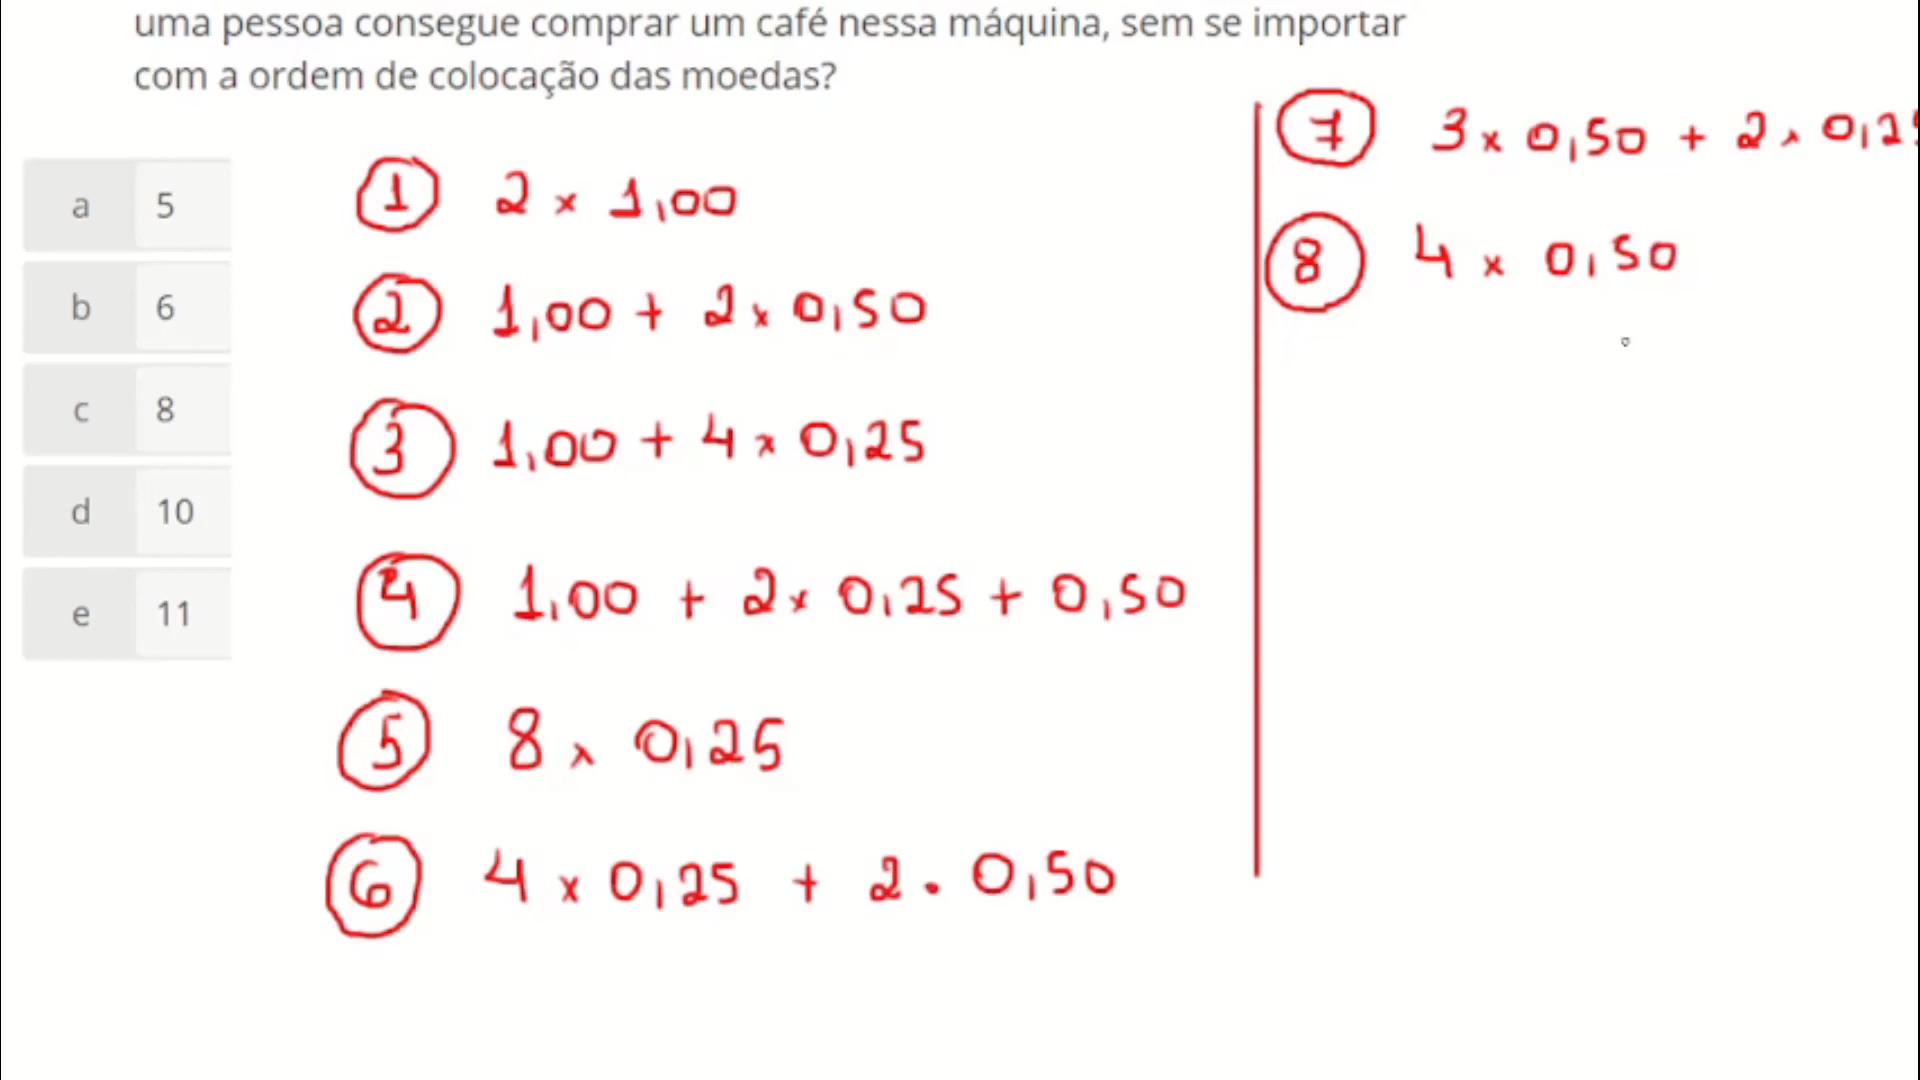 uma pessoa consegue comprar um café nessa máquina, sem se importar
com a ordem de colocação das moedas?
a 5
b 6
c 8
d 10
e 11
1 2 x 1,00
2 1,00 + 2 x 0,50
3 1,00 + 4 x 0,25
4 1,00 + 2 x 0,25 + 0,50
5 8 x 0,25
6 4 x 0,25 + 2 . 0,50
7 3 x 0,50 + 2 x 0,25
8 4 x 0,50